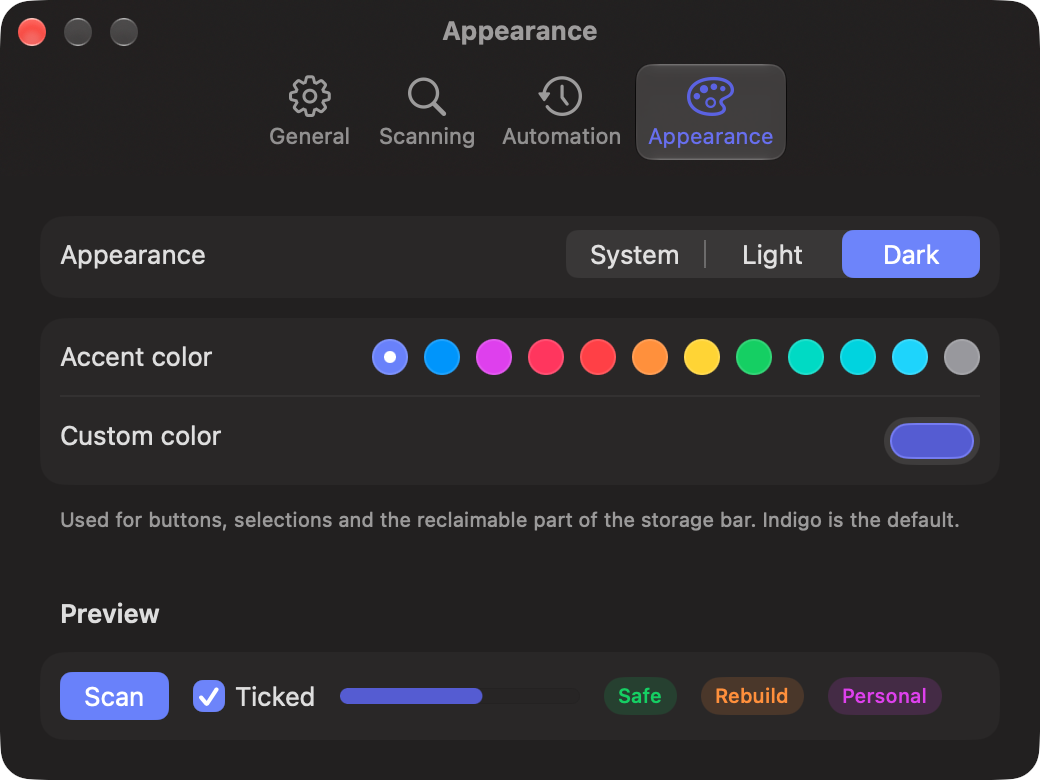 Appearance
General Scanning Automation Appearance
Appearance System Light Dark
Accent color
Custom color
Used for buttons, selections and the reclaimable part of the storage bar. Indigo is the default.
Preview
Scan Ticked Safe Rebuild Personal